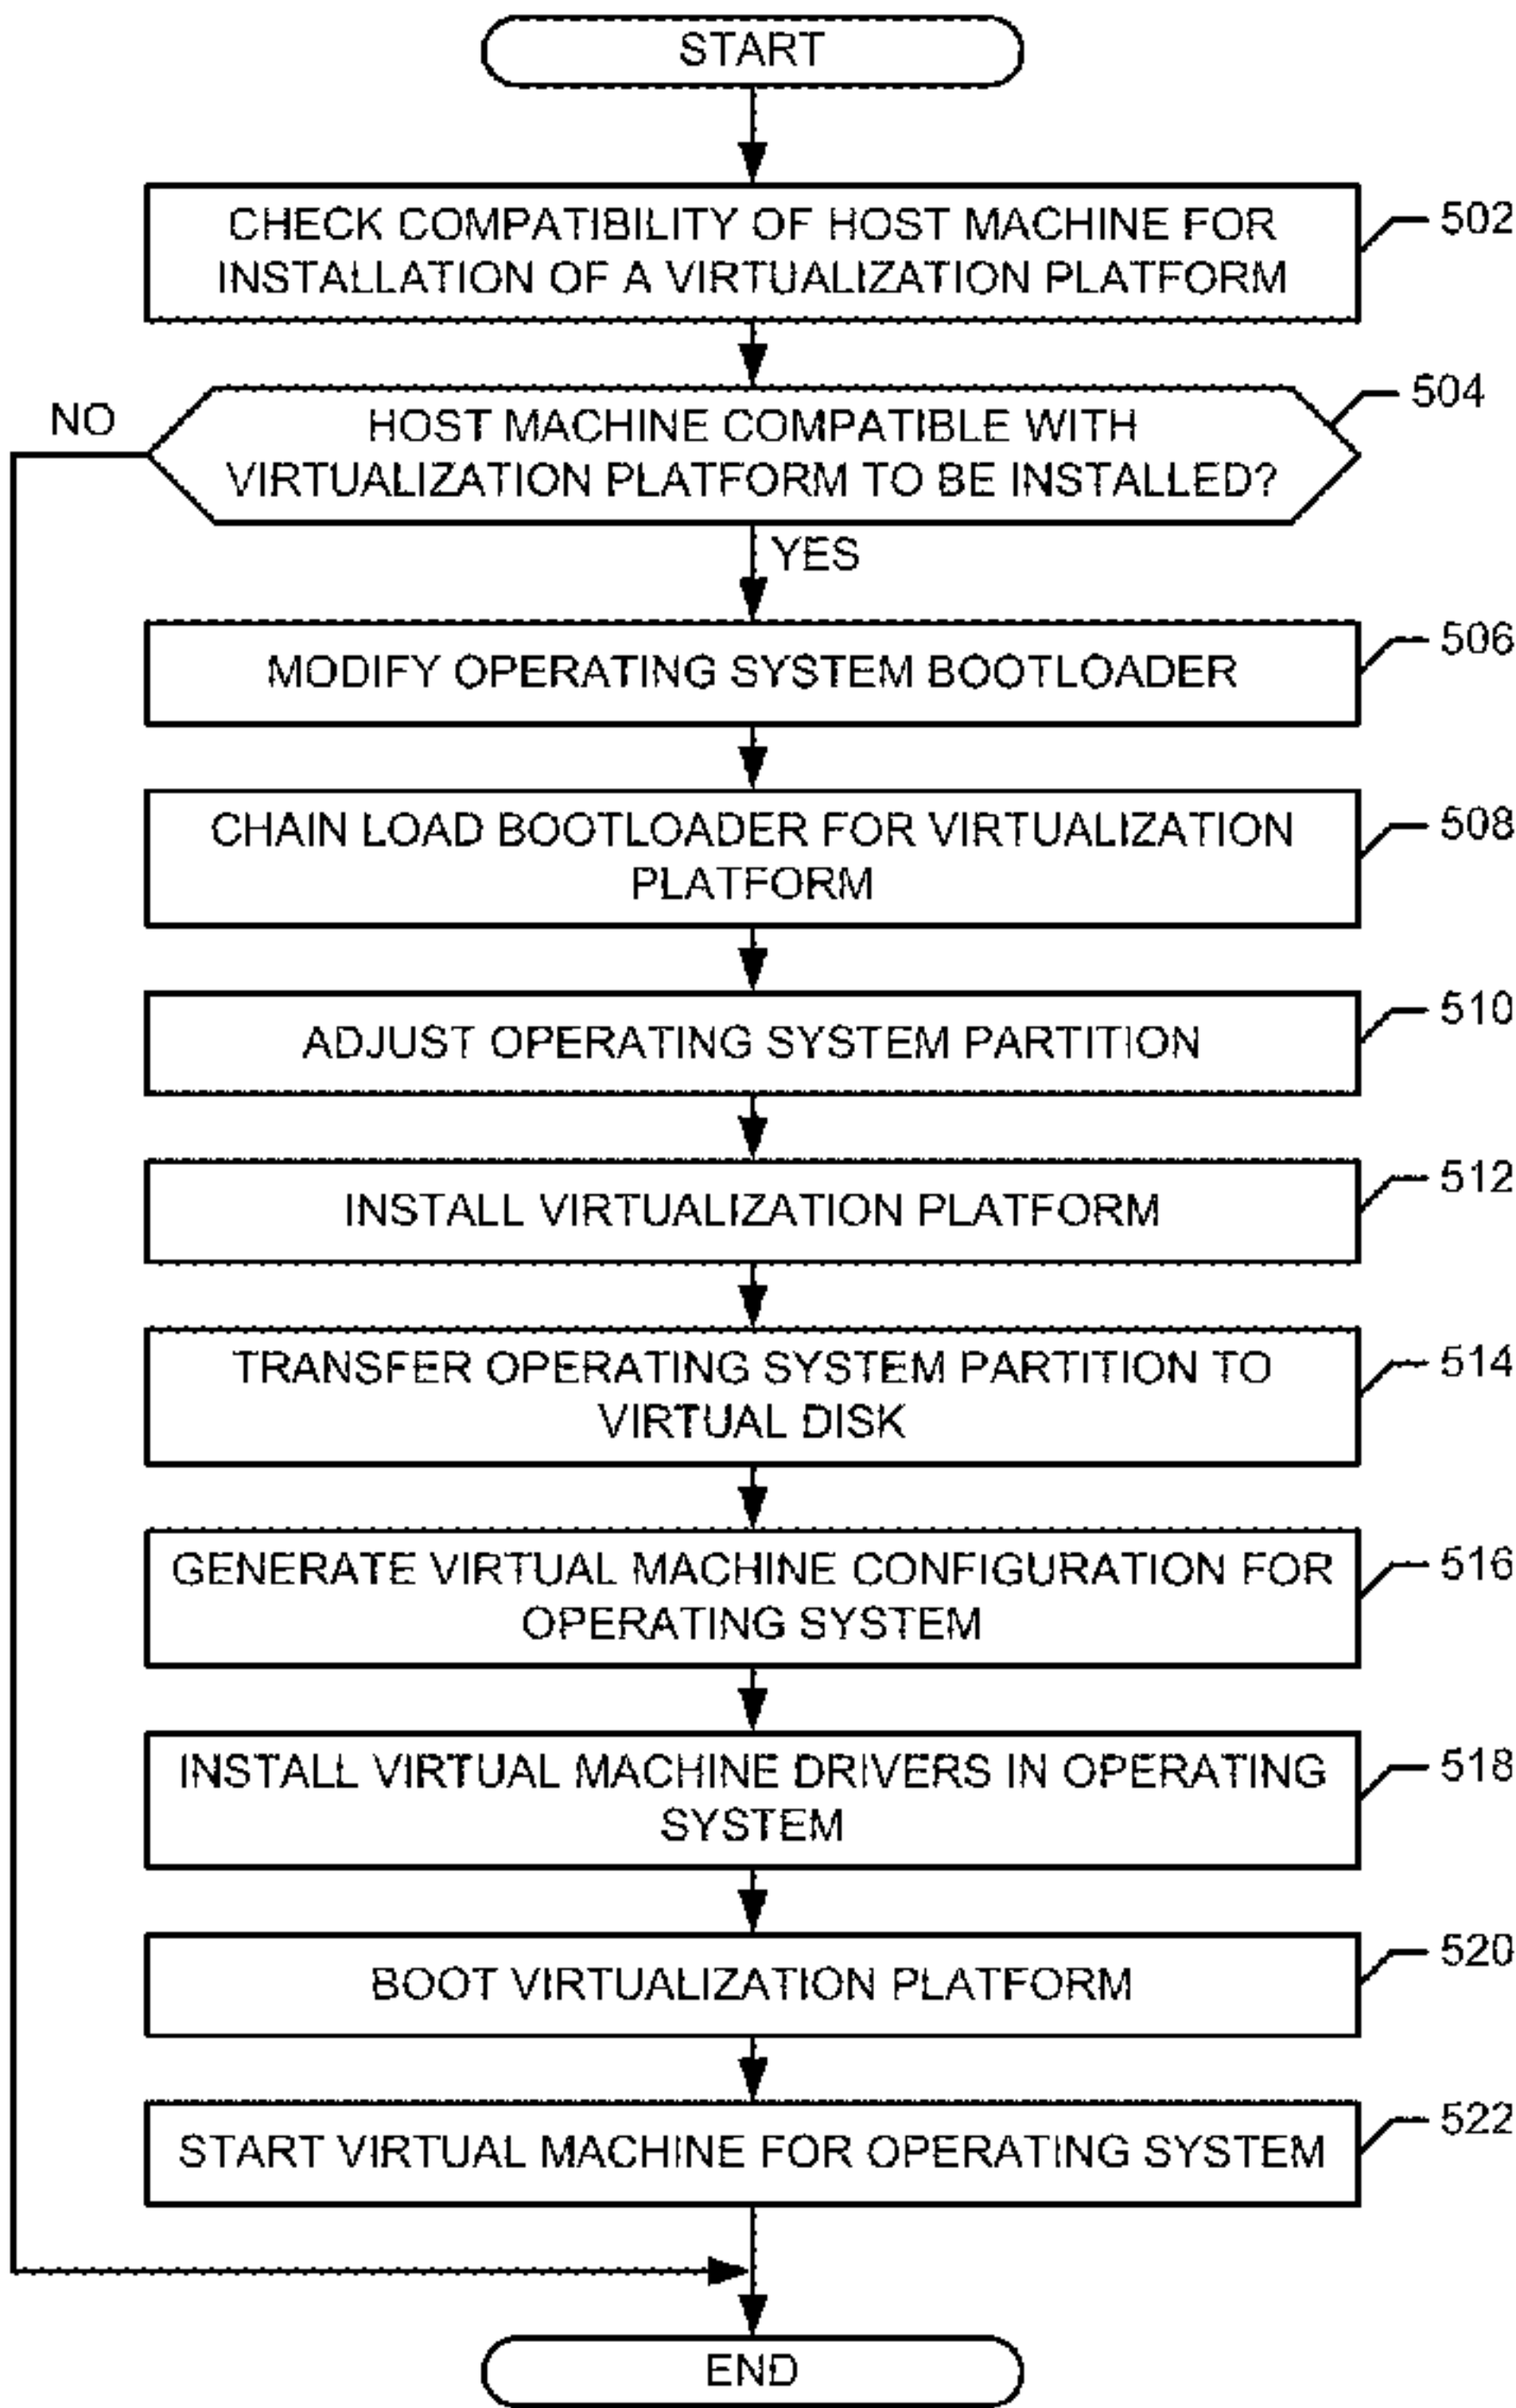 START
CHECK COMPATIBILITY OF HOST MACHINE FOR
INSTALLATION OF A VIRTUALIZATION PLATFORM
502
NO
HOST MACHINE COMPATIBLE WITH
VIRTUALIZATION PLATFORM TO BE INSTALLED?
504
YES
MODIFY OPERATING SYSTEM BOOTLOADER
506
CHAIN LOAD BOOTLOADER FOR VIRTUALIZATION
PLATFORM
508
ADJUST OPERATING SYSTEM PARTITION
510
INSTALL VIRTUALIZATION PLATFORM
512
TRANSFER OPERATING SYSTEM PARTITION TO
VIRTUAL DISK
514
GENERATE VIRTUAL MACHINE CONFIGURATION FOR
OPERATING SYSTEM
516
INSTALL VIRTUAL MACHINE DRIVERS IN OPERATING
SYSTEM
518
BOOT VIRTUALIZATION PLATFORM
520
START VIRTUAL MACHINE FOR OPERATING SYSTEM
522
END